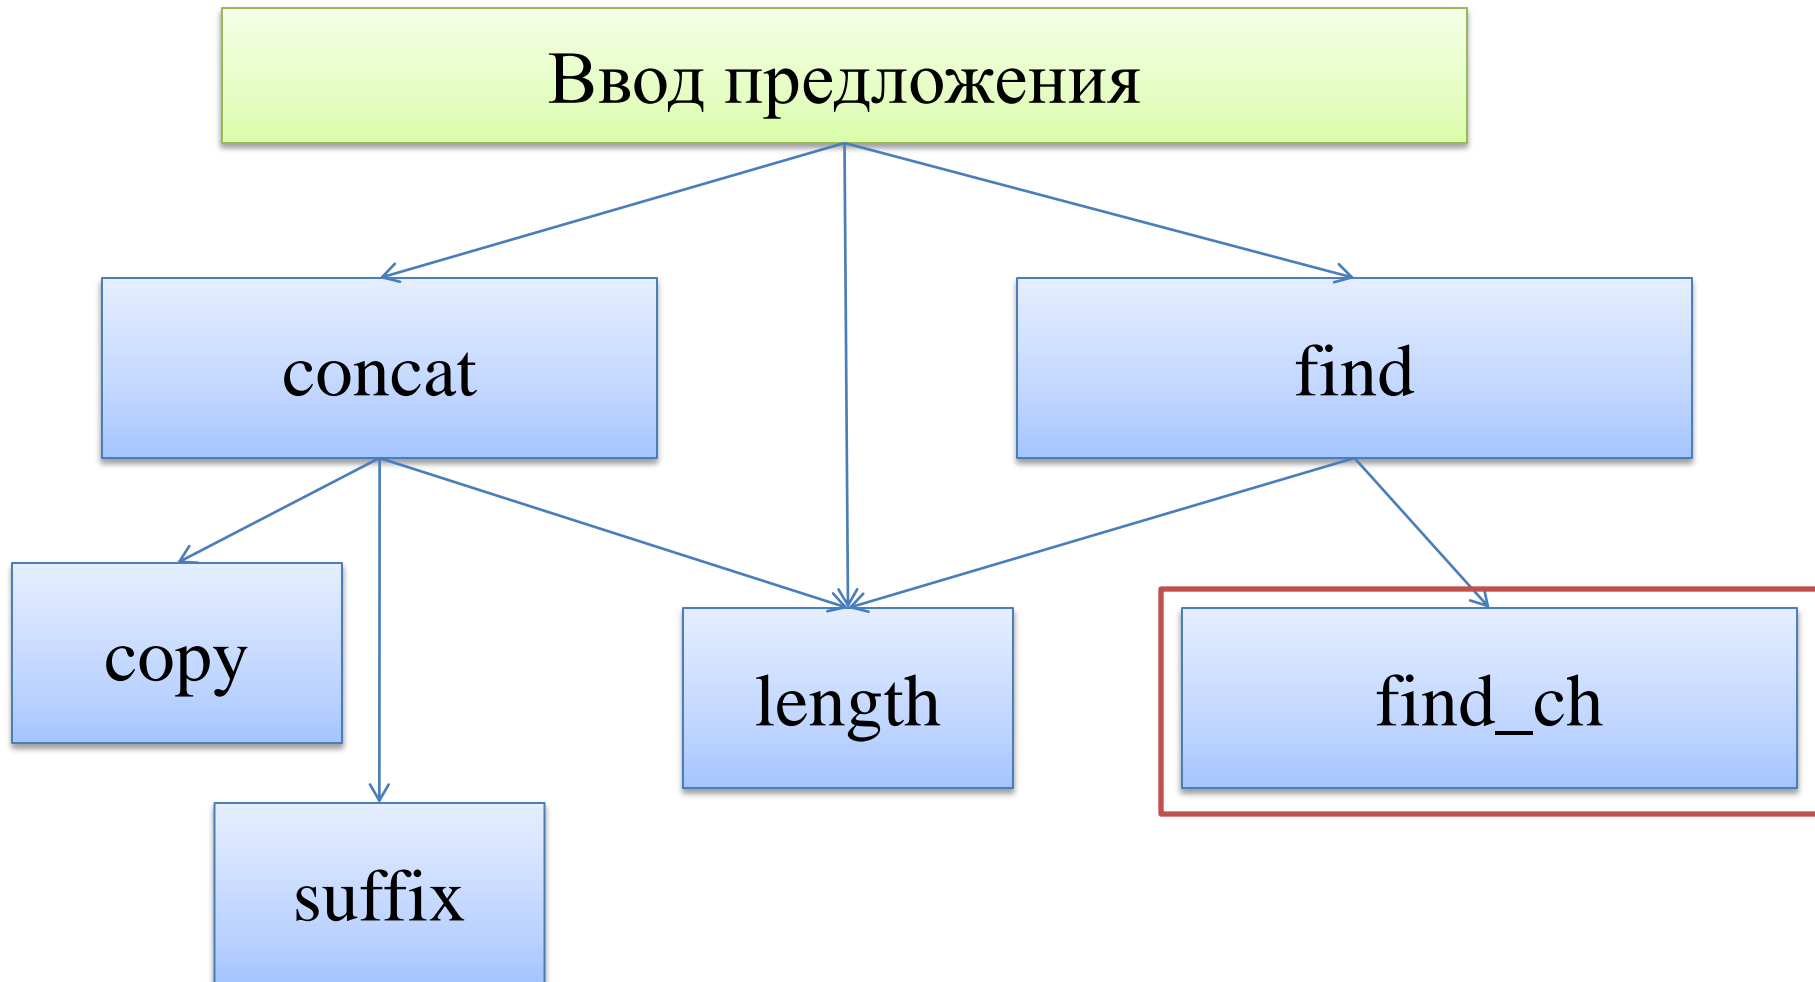 Ввод предложения
concat
find
copy
length
find_ch
suffix